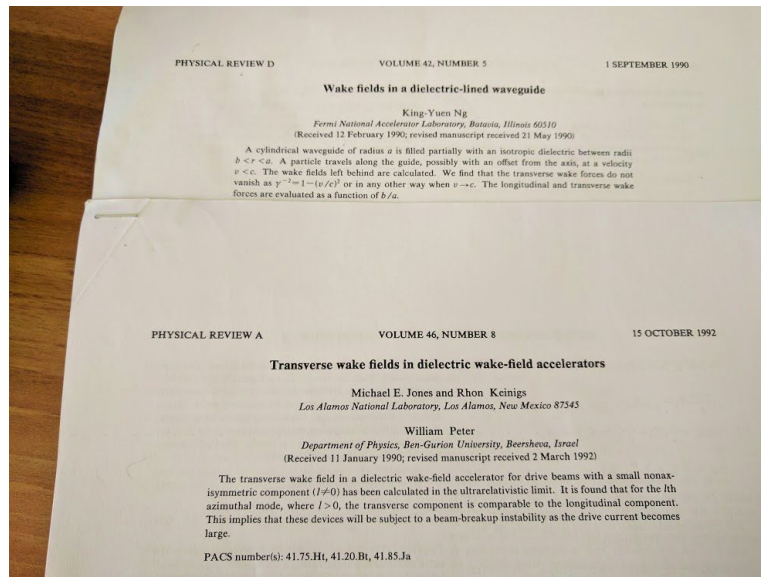 PHYSICAL REVIEW D VOLUME 42, NUMBER 5 1 SEPTEMBER 1990
Wake fields in a dielectric-lined waveguide
King-Yuen Ng
Fermi National Accelerator Laboratory, Batavia, Illinois 60510
(Received 12 February 1990; revised manuscript received 21 May 1990)
A cylindrical waveguide of radius a is filled partially with an isotropic dielectric between radii
b<r<a. A particle travels along the guide, possibly with an offset from the axis, at a velocity
v<c. The wake fields left behind are calculated. We find that the transverse wake forces do not
vanish as γ⁻²=1−(v/c)² or in any other way when v→c. The longitudinal and transverse wake
forces are evaluated as a function of b/a.
PHYSICAL REVIEW A VOLUME 46, NUMBER 8 15 OCTOBER 1992
Transverse wake fields in dielectric wake-field accelerators
Michael E. Jones and Rhon Keinigs
Los Alamos National Laboratory, Los Alamos, New Mexico 87545
William Peter
Department of Physics, Ben-Gurion University, Beersheva, Israel
(Received 11 January 1990; revised manuscript received 2 March 1992)
The transverse wake field in a dielectric wake-field accelerator for drive beams with a small nonax-
isymmetric component (l≠0) has been calculated in the ultrarelativistic limit. It is found that for the lth
azimuthal mode, where l>0, the transverse component is comparable to the longitudinal component.
This implies that these devices will be subject to a beam-breakup instability as the drive current becomes
large.
PACS number(s): 41.75.Ht, 41.20.Bt, 41.85.Ja